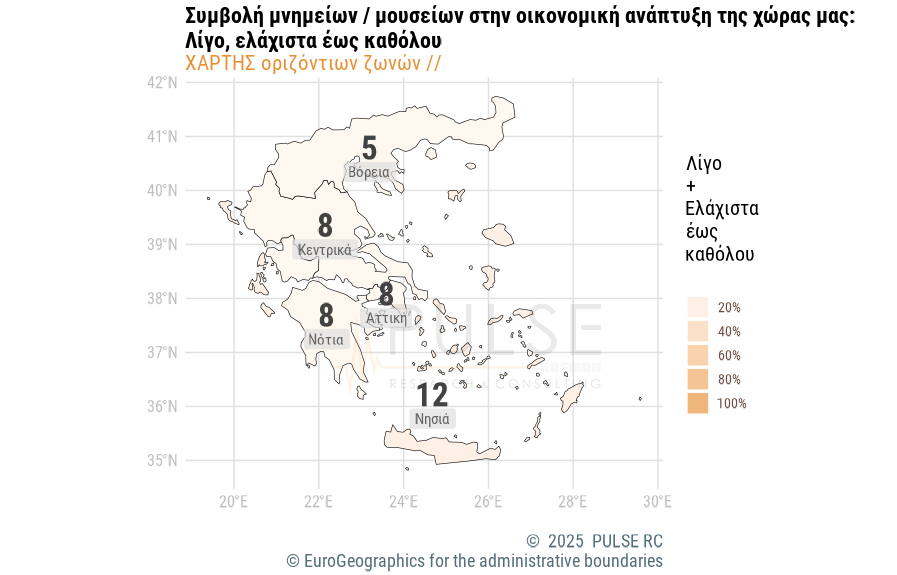 Συμβολή μνημείων / μουσείων στην οικονομική ανάπτυξη της χώρας μας:
Λίγο, ελάχιστα έως καθόλου
ΧΑΡΤΗΣ οριζόντιων ζωνών //
42°N
41°N
40°N
39°N
38°N
37°N
36°N
35°N
5
Βόρεια
8
Κεντρικά
8
Αττική
8
Νότια
12
Νησιά
PULSE
RESEARCH & CONSULTING
20°E
22°E
24°E
26°E
28°E
30°E
Λίγο
+
Ελάχιστα
έως
καθόλου
20%
40%
60%
80%
100%
© 2025 PULSE RC
© EuroGeographics for the administrative boundaries